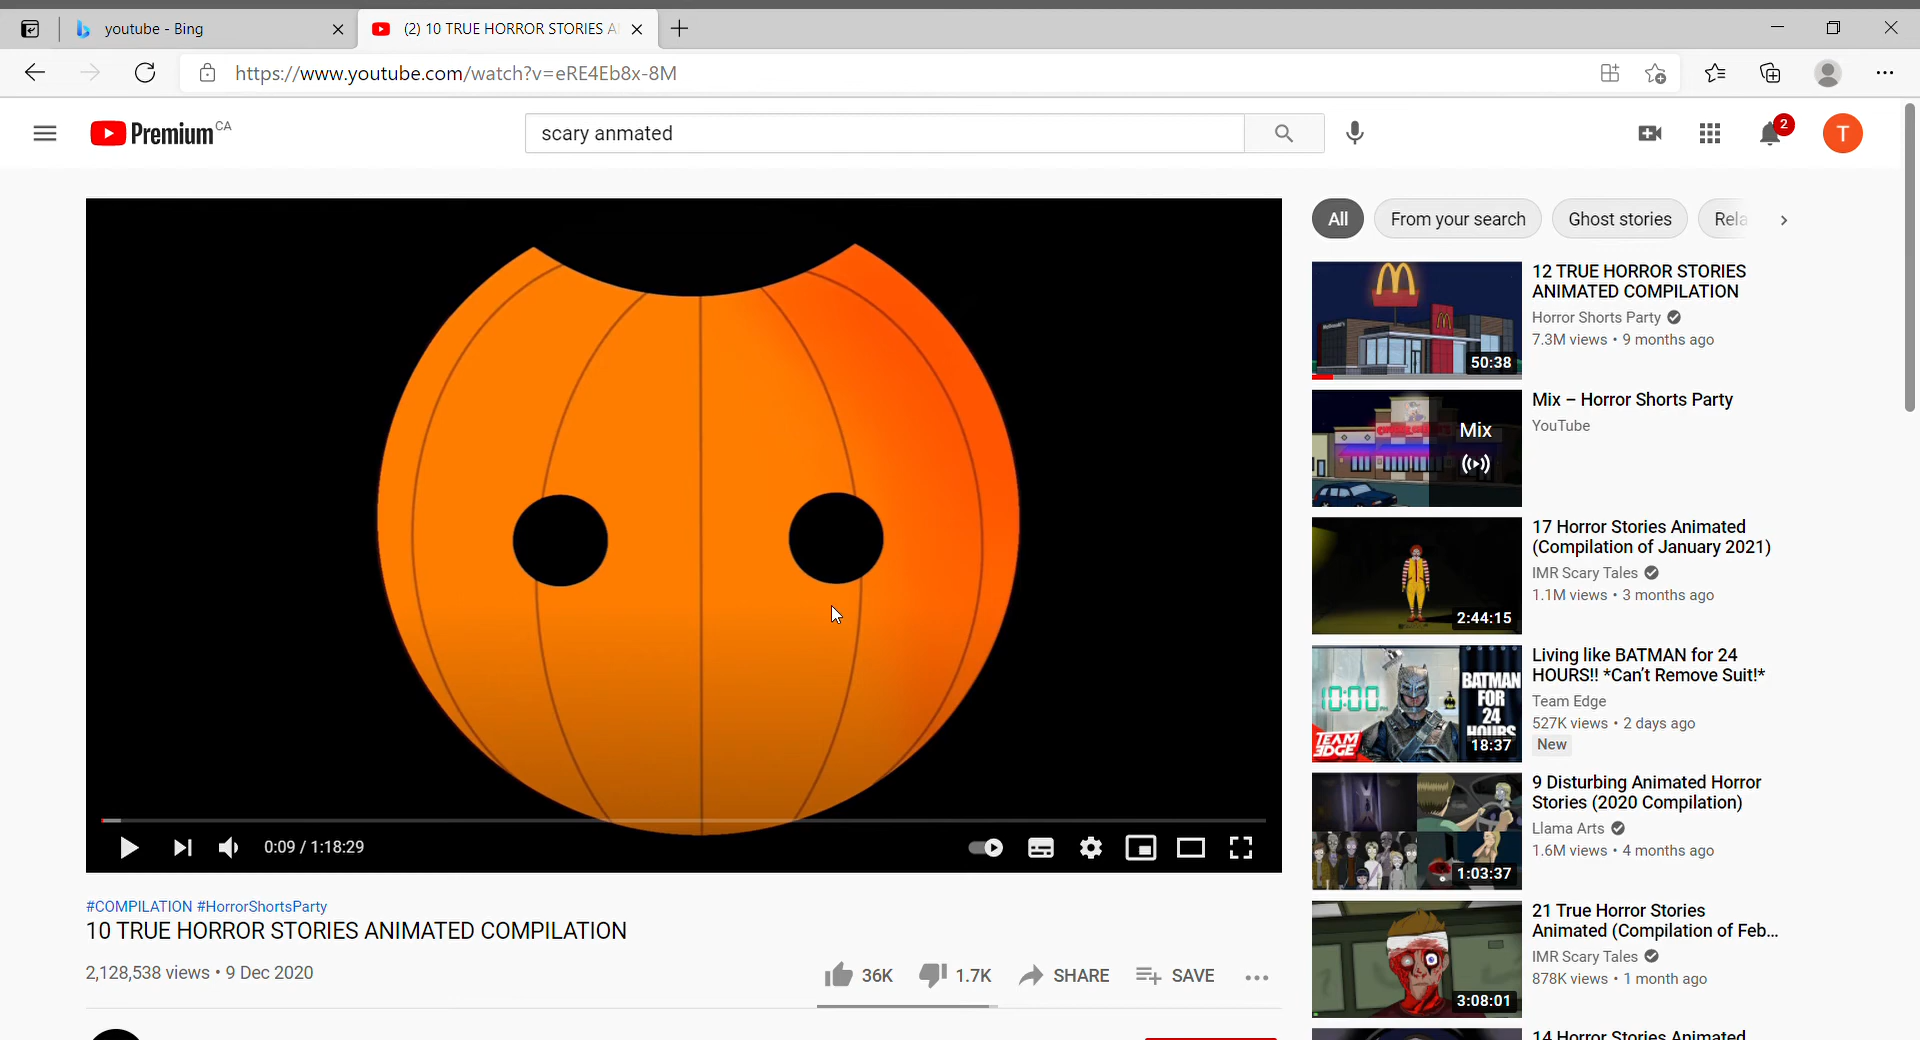 youtube - Bing
(2) 10 TRUE HORROR STORIES A
https://www.youtube.com/watch?v=eRE4Eb8x-8M
Premium CA
scary anmated
2
T
All
From your search
Ghost stories
Rela
12 TRUE HORROR STORIES
ANIMATED COMPILATION
Horror Shorts Party
7.3M views • 9 months ago
50:38
Mix – Horror Shorts Party
YouTube
Mix
17 Horror Stories Animated
(Compilation of January 2021)
IMR Scary Tales
1.1M views • 3 months ago
2:44:15
Living like BATMAN for 24
HOURS!! *Can't Remove Suit!*
Team Edge
527K views • 2 days ago
New
10:00
BATMAN
FOR
24
HOURS
TEAM
EDGE
18:37
9 Disturbing Animated Horror
Stories (2020 Compilation)
Llama Arts
1.6M views • 4 months ago
1:03:37
21 True Horror Stories
Animated (Compilation of Feb...
IMR Scary Tales
878K views • 1 month ago
3:08:01
14 Horror Stories Animated
0:09 / 1:18:29
#COMPILATION #HorrorShortsParty
10 TRUE HORROR STORIES ANIMATED COMPILATION
2,128,538 views • 9 Dec 2020
36K
1.7K
SHARE
SAVE